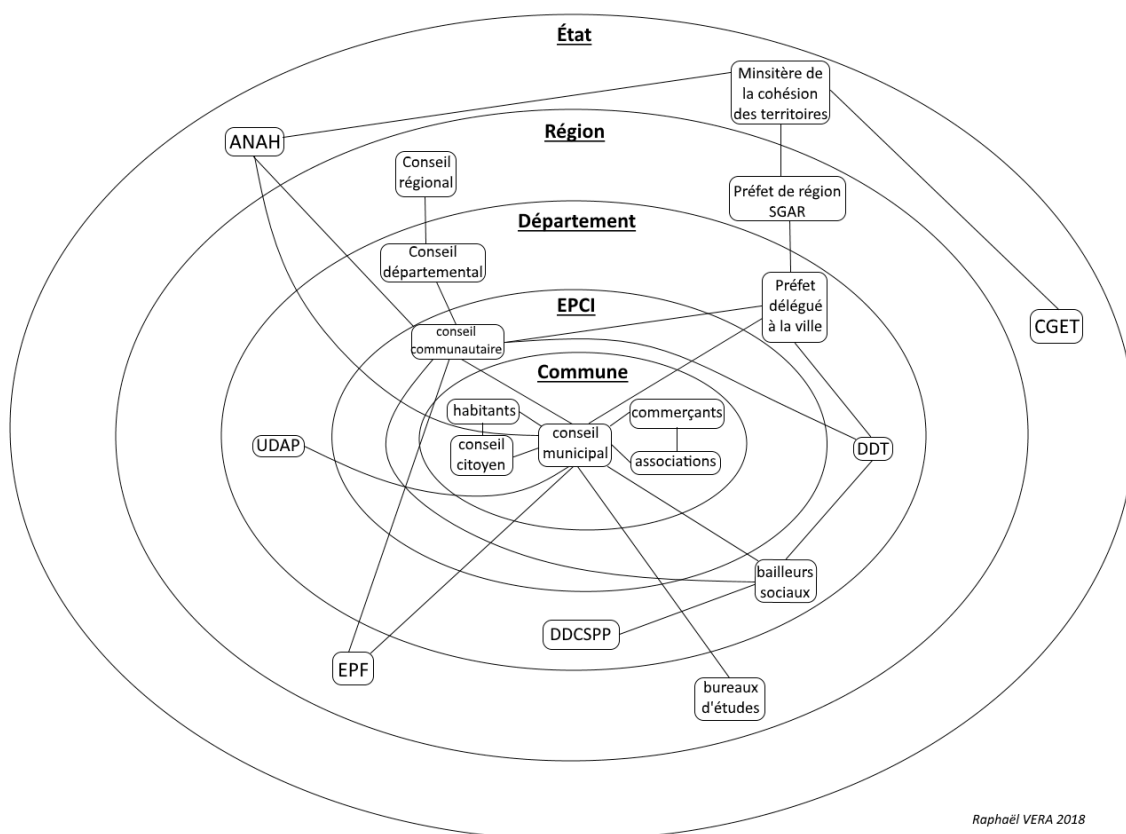 État
Minsitère de
la cohésion
des territoires
Région
ANAH
Conseil
régional
Préfet de région
SGAR
Département
Conseil
départemental
Préfet
délégué
à la ville
EPCI
CGET
conseil
communautaire
Commune
habitants
commerçants
conseil
municipal
UDAP
conseil
citoyen
associations
DDT
bailleurs
sociaux
DDCSPP
EPF
bureaux
d'études
Raphaël VERA 2018